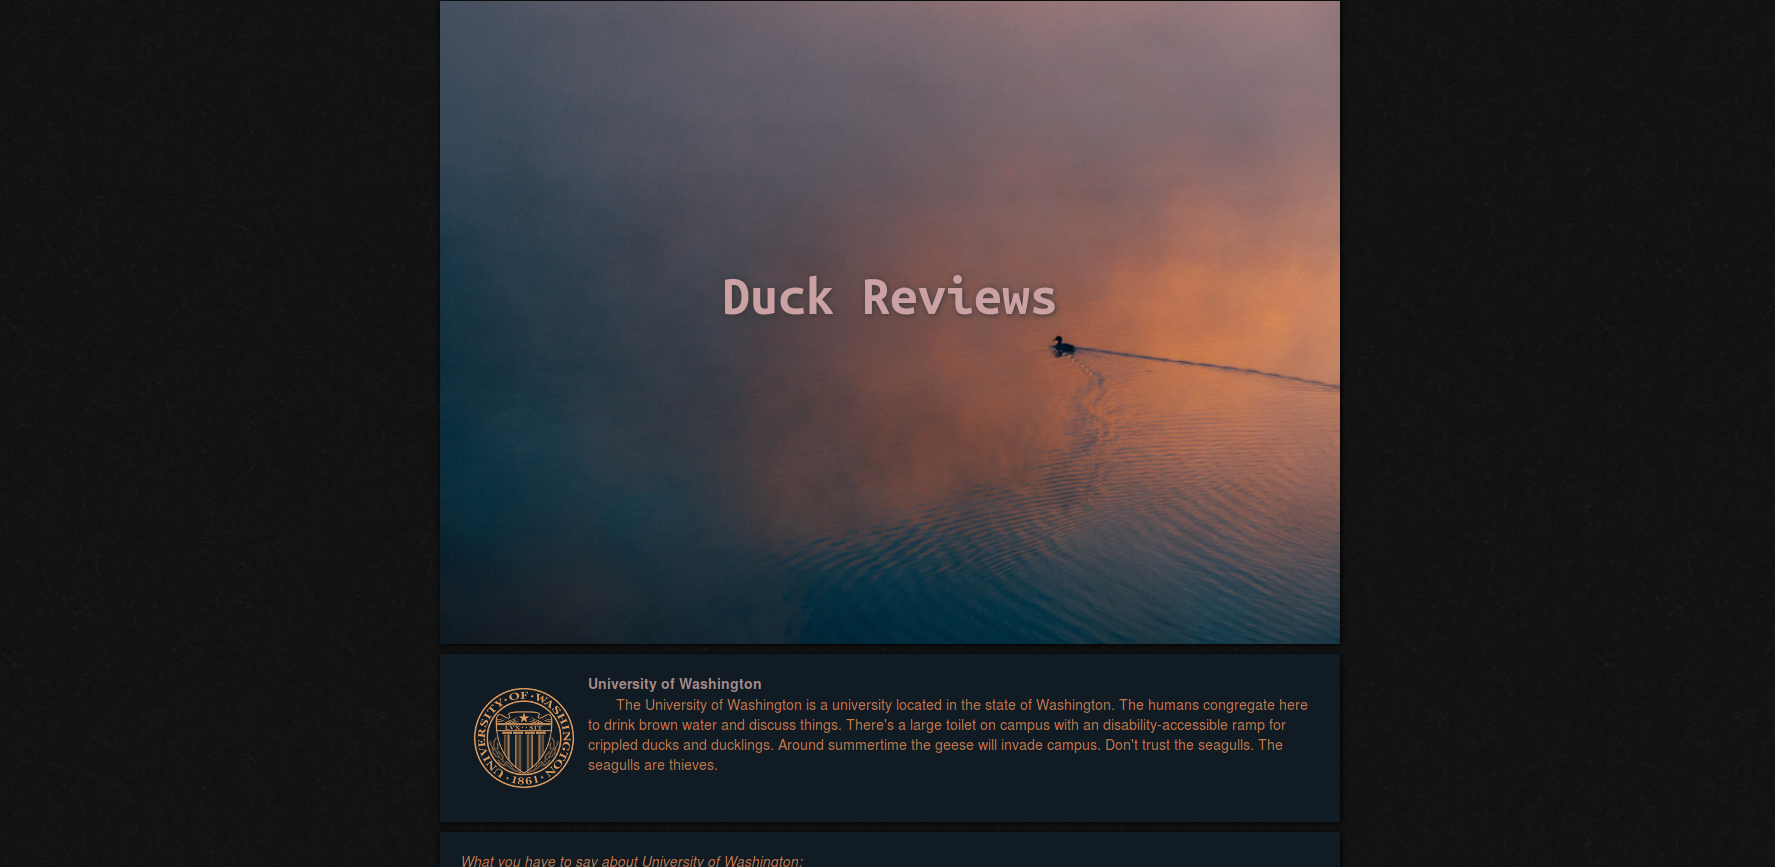 Duck Reviews
UNIVERSITY·OF·WASHINGTON
LVX SIT
·1861·
University of Washington
The University of Washington is a university located in the state of Washington. The humans congregate here
to drink brown water and discuss things. There's a large toilet on campus with an disability-accessible ramp for
crippled ducks and ducklings. Around summertime the geese will invade campus. Don't trust the seagulls. The
seagulls are thieves.
What you have to say about University of Washington: